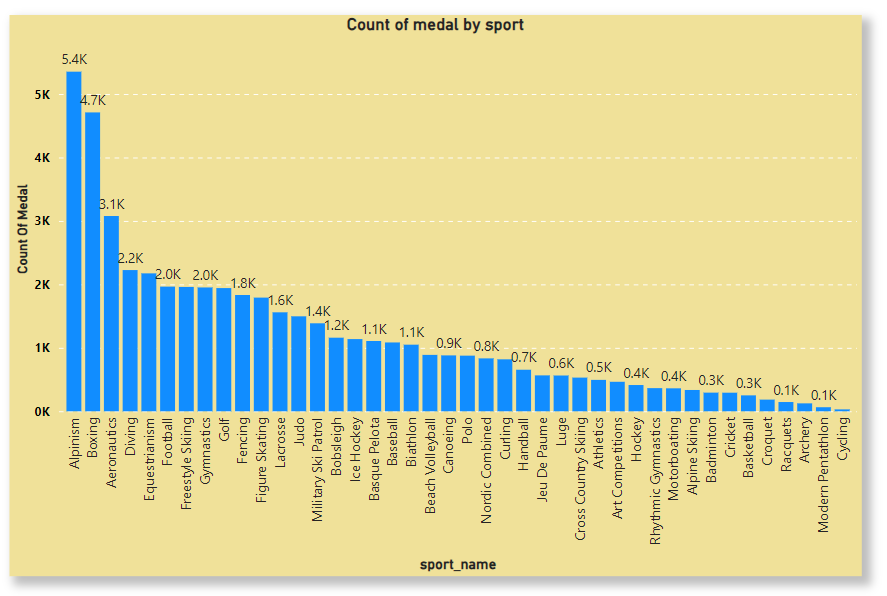 Count of medal by sport
Count Of Medal
5K
4K
3K
2K
1K
0K
5.4K
4.7K
3.1K
2.2K
2.0K
2.0K
1.8K
1.6K
1.4K
1.2K
1.1K
1.1K
0.9K
0.8K
0.7K
0.6K
0.5K
0.4K
0.4K
0.3K
0.3K
0.1K
0.1K
Alpinism
Boxing
Aeronautics
Diving
Equestrianism
Football
Freestyle Skiing
Gymnastics
Golf
Fencing
Figure Skating
Lacrosse
Judo
Military Ski Patrol
Bobsleigh
Ice Hockey
Basque Pelota
Baseball
Biathlon
Beach Volleyball
Canoeing
Polo
Nordic Combined
Curling
Handball
Jeu De Paume
Luge
Cross Country Skiing
Athletics
Art Competitions
Hockey
Rhythmic Gymnastics
Motorboating
Alpine Skiing
Badminton
Cricket
Basketball
Croquet
Racquets
Archery
Modern Pentathlon
Cycling
sport_name